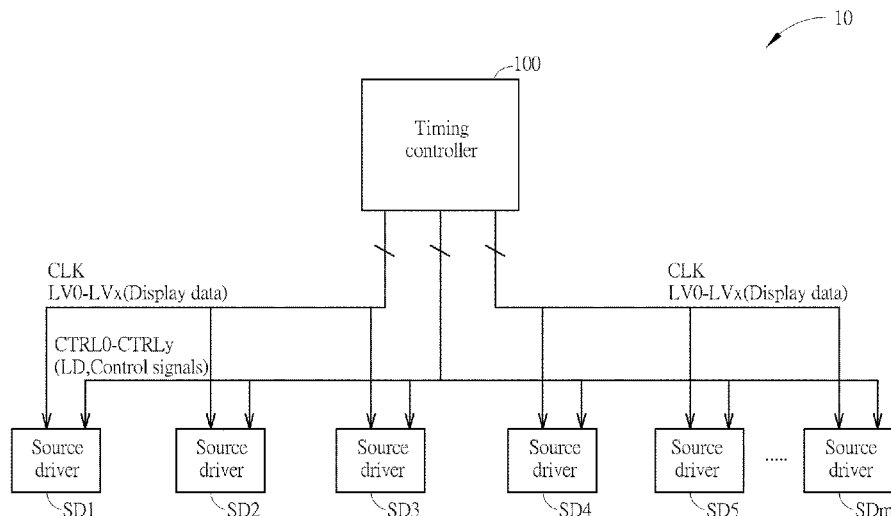 10
100
Timing
controller
CLK
LV0-LVx(Display data)
CLK
LV0-LVx(Display data)
CTRL0-CTRLy
(LD,Control signals)
Source
driver
Source
driver
Source
driver
Source
driver
Source
driver
.....
Source
driver
SD1
SD2
SD3
SD4
SD5
SDm